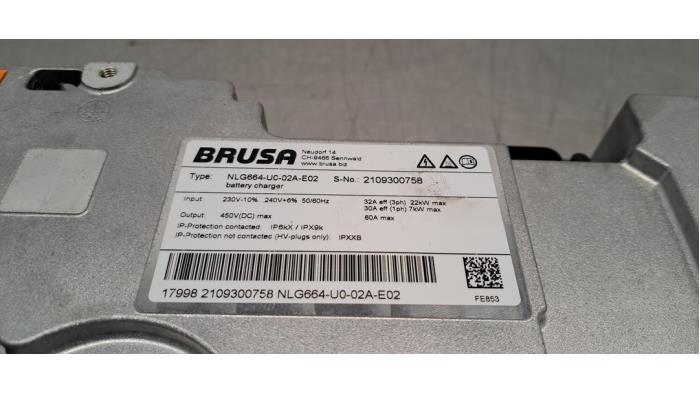 BRUSA
Neudorf 14
CH-9466 Sennwald
www.brusa.biz
Type: NLG664-U0-02A-E02 S-No.: 2109300758
battery charger
Input: 230V-10%...240V+6% 50/60Hz 32A eff (3ph) 22kW max
30A eff (1ph) 7kW max
Output: 450V(DC) max 60A max
IP-Protection contacted: IP6kX / IPX9k
IP-Protection not contacted (HV-plugs only): IPXXB
17998 2109300758 NLG664-U0-02A-E02
FE853